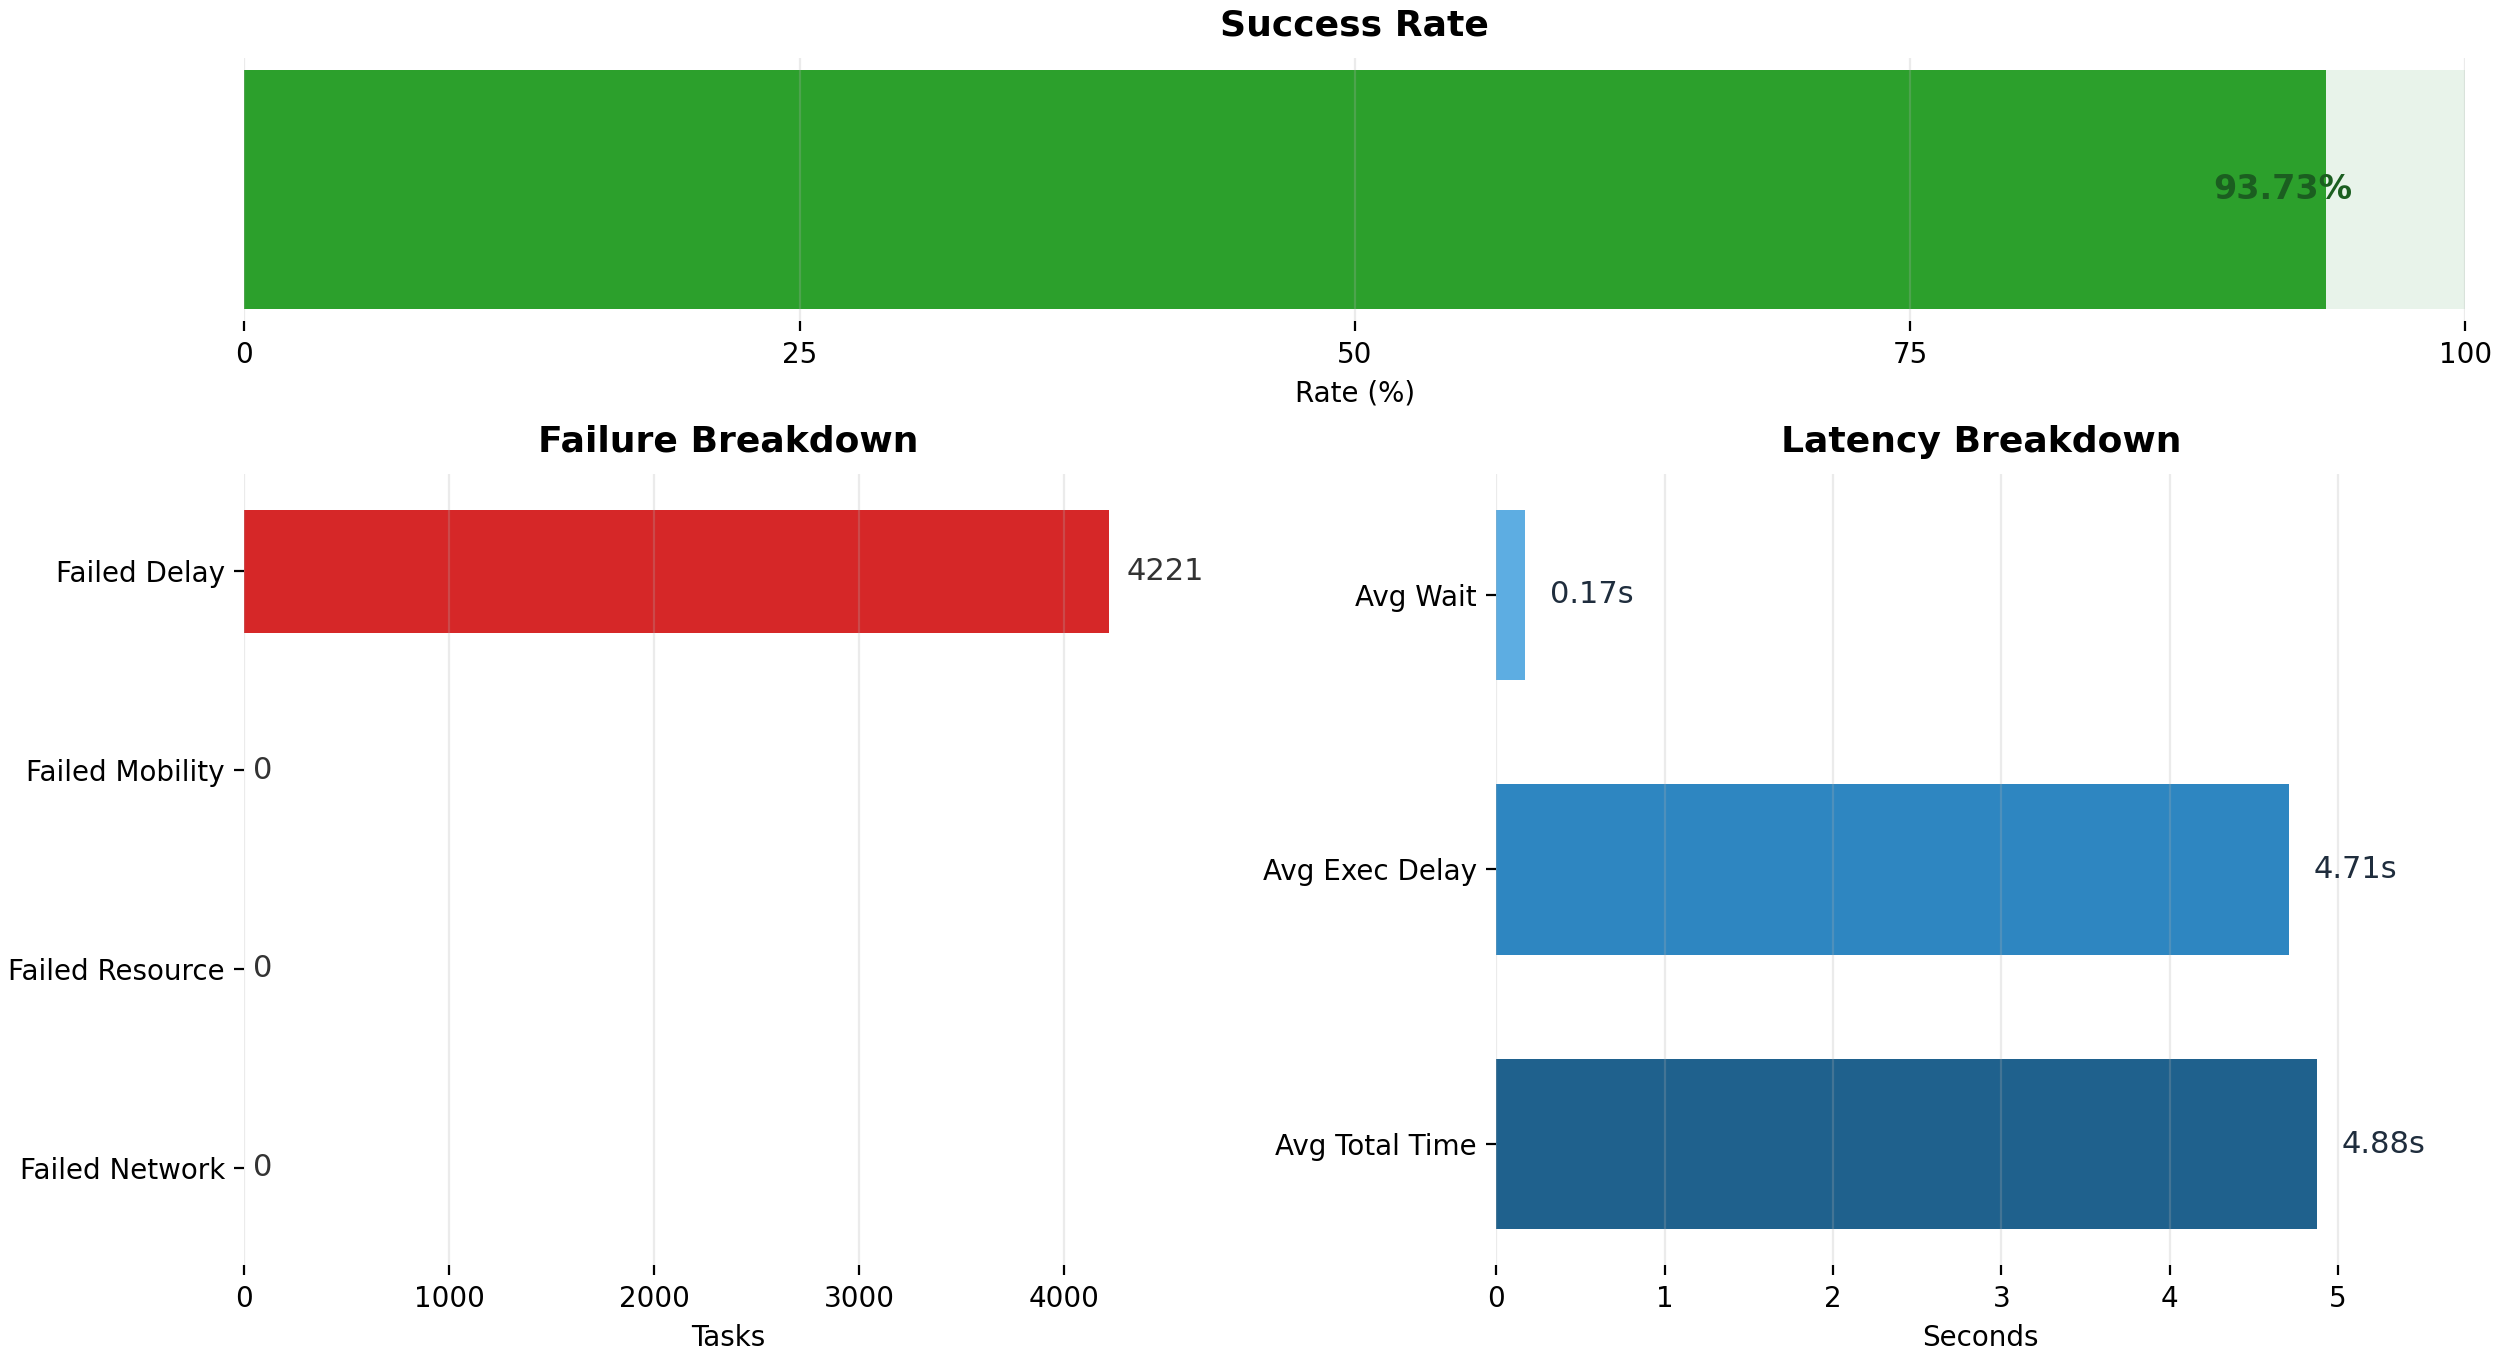 Success Rate
93.73%
0 25 50 75 100
Rate (%)
Failure Breakdown
Failed Delay 4221
Failed Mobility 0
Failed Resource 0
Failed Network 0
0 1000 2000 3000 4000
Tasks
Latency Breakdown
Avg Wait 0.17s
Avg Exec Delay 4.71s
Avg Total Time 4.88s
0 1 2 3 4 5
Seconds